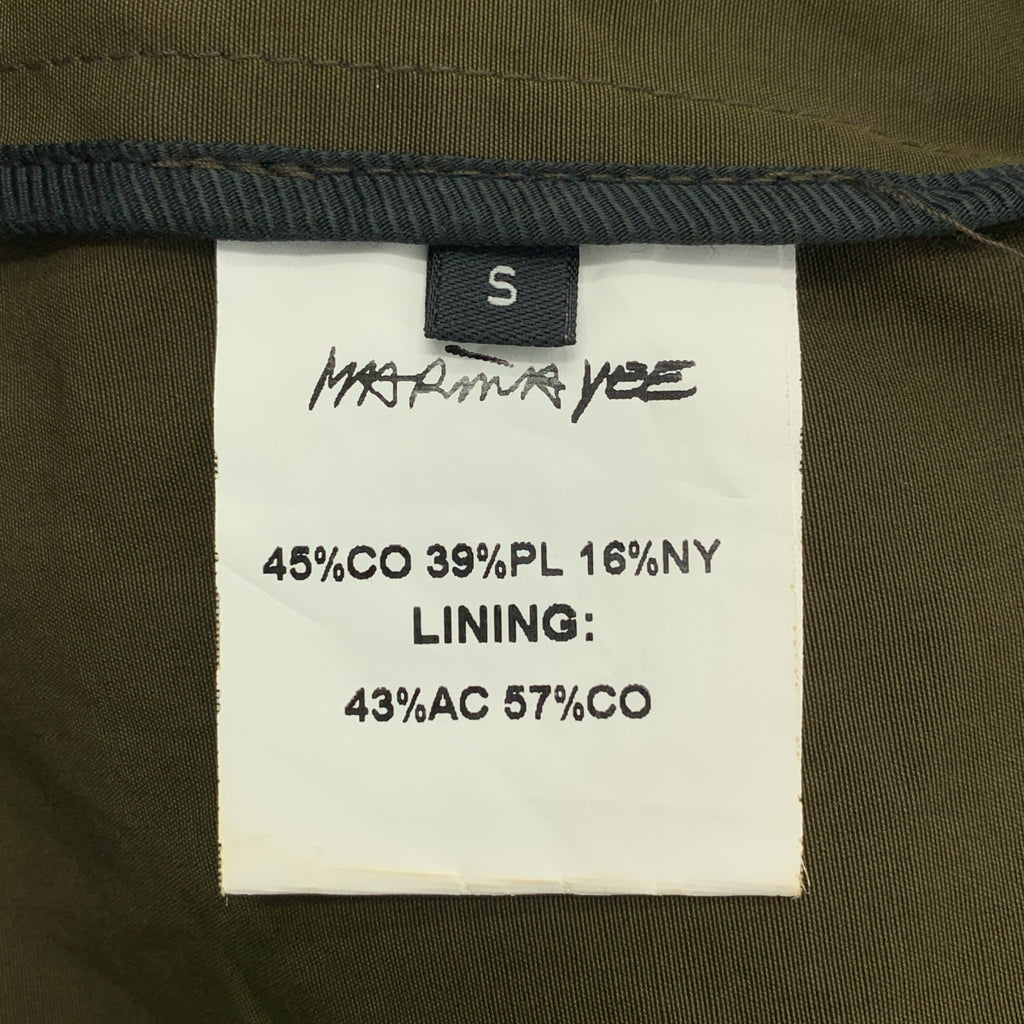 S
MARINA YEE
45%CO 39%PL 16%NY
LINING:
43%AC 57%CO